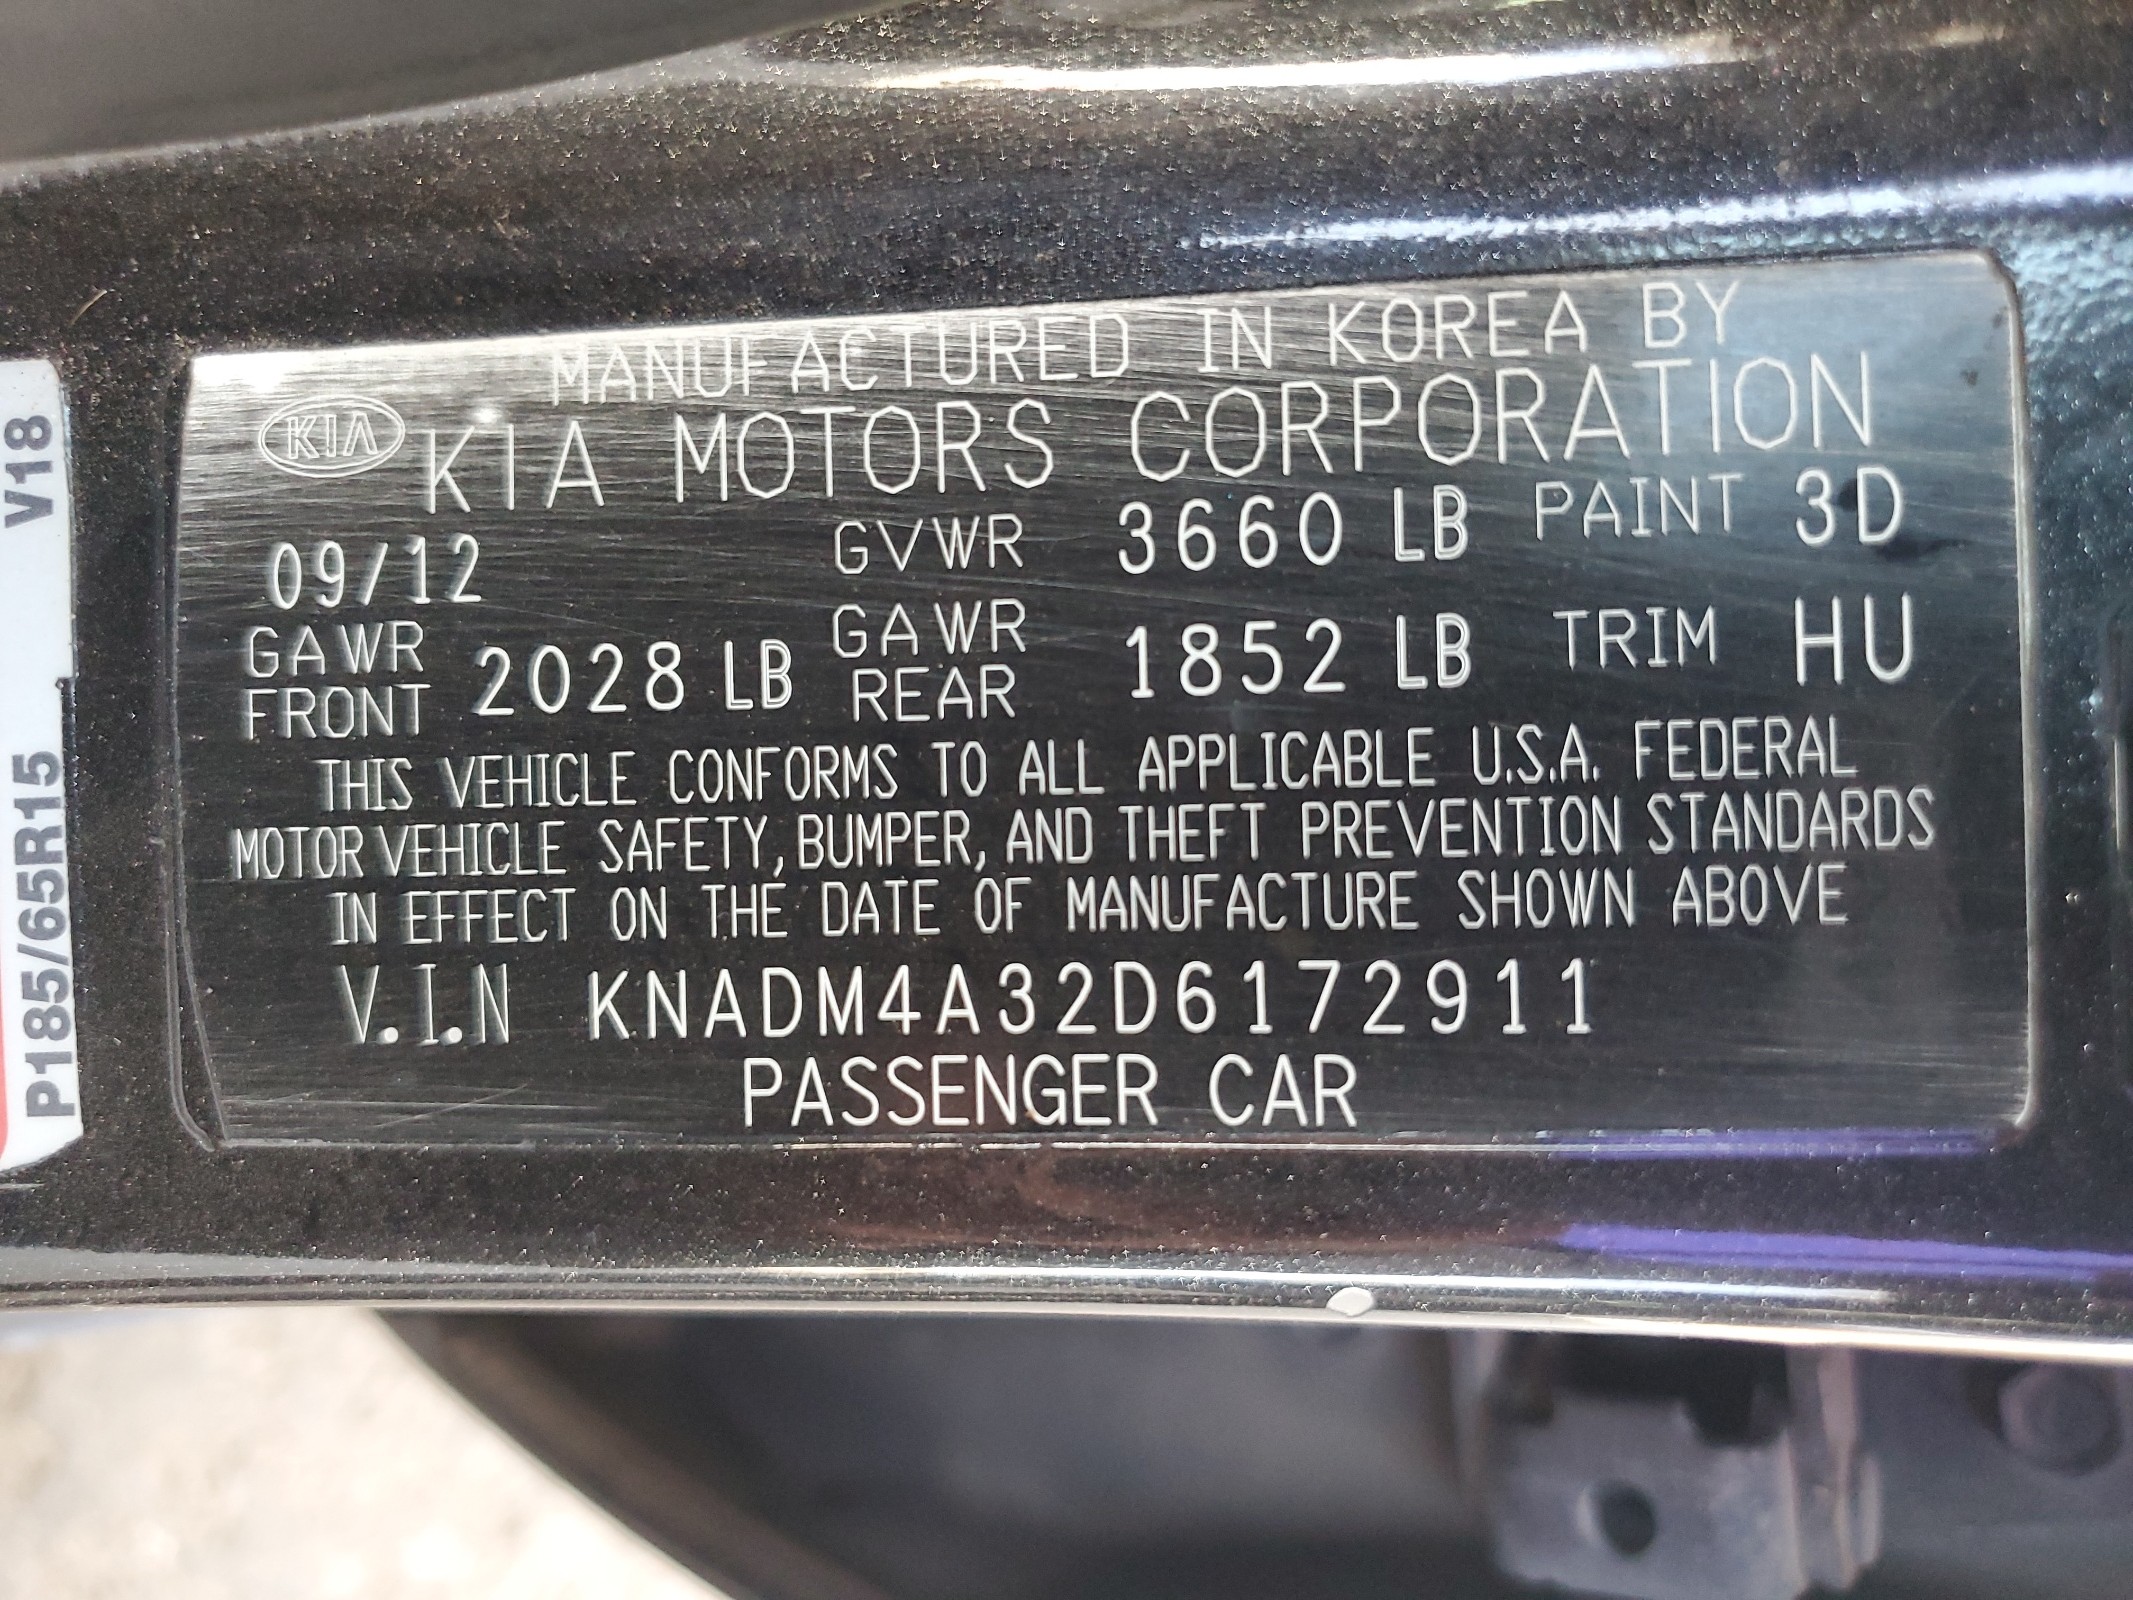 MANUFACTURED IN KOREA BY
KIA KIA MOTORS CORPORATION
09/12 GVWR 3660 LB PAINT 3D
GAWR FRONT 2028 LB GAWR REAR 1852 LB TRIM HU
THIS VEHICLE CONFORMS TO ALL APPLICABLE U.S.A. FEDERAL
MOTOR VEHICLE SAFETY, BUMPER, AND THEFT PREVENTION STANDARDS
IN EFFECT ON THE DATE OF MANUFACTURE SHOWN ABOVE
V.I.N KNADM4A32D6172911
PASSENGER CAR
P185/65R15 V18